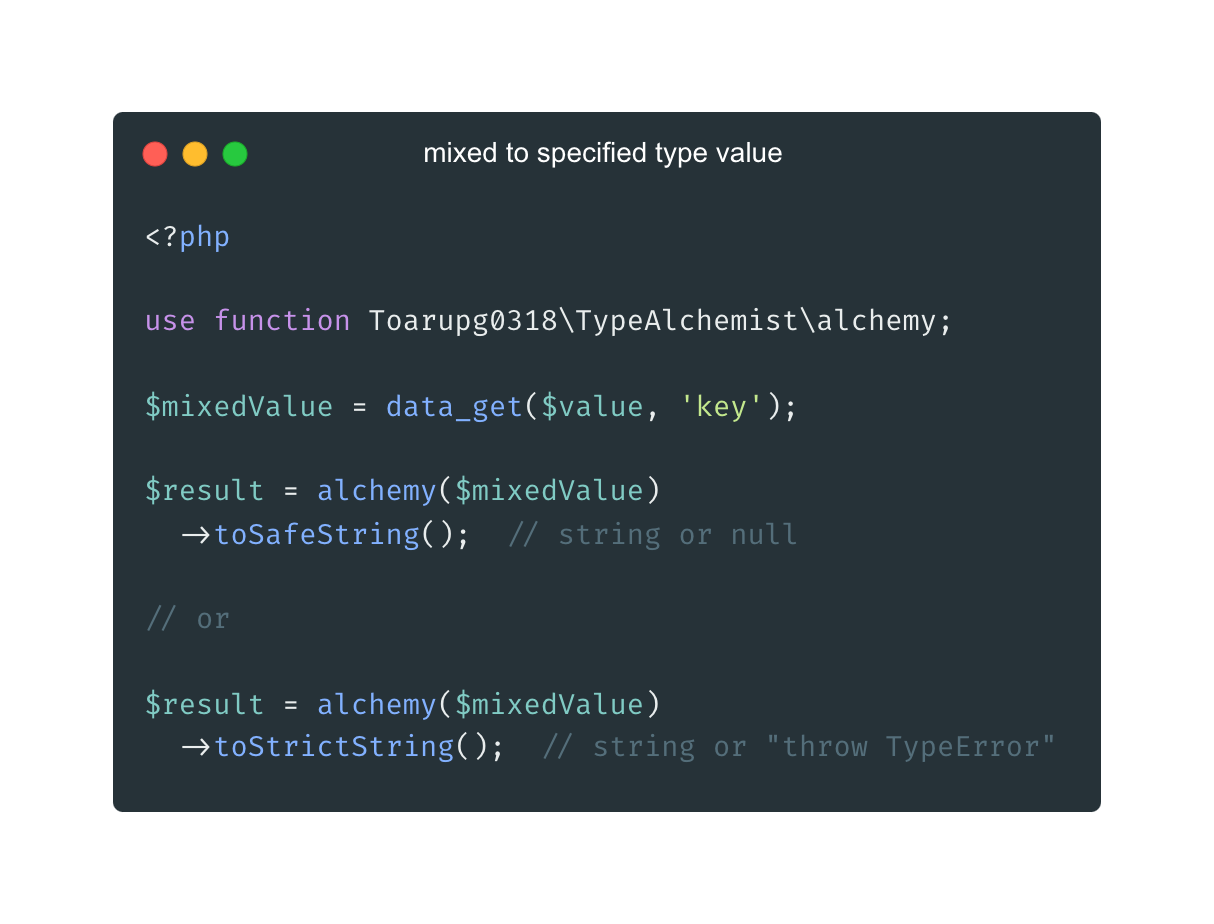 mixed to specified type value
<?php
use function Toarupg0318\TypeAlchemist\alchemy;
$mixedValue = data_get($value, 'key');
$result = alchemy($mixedValue)
->toSafeString(); // string or null
// or
$result = alchemy($mixedValue)
->toStrictString(); // string or "throw TypeError"